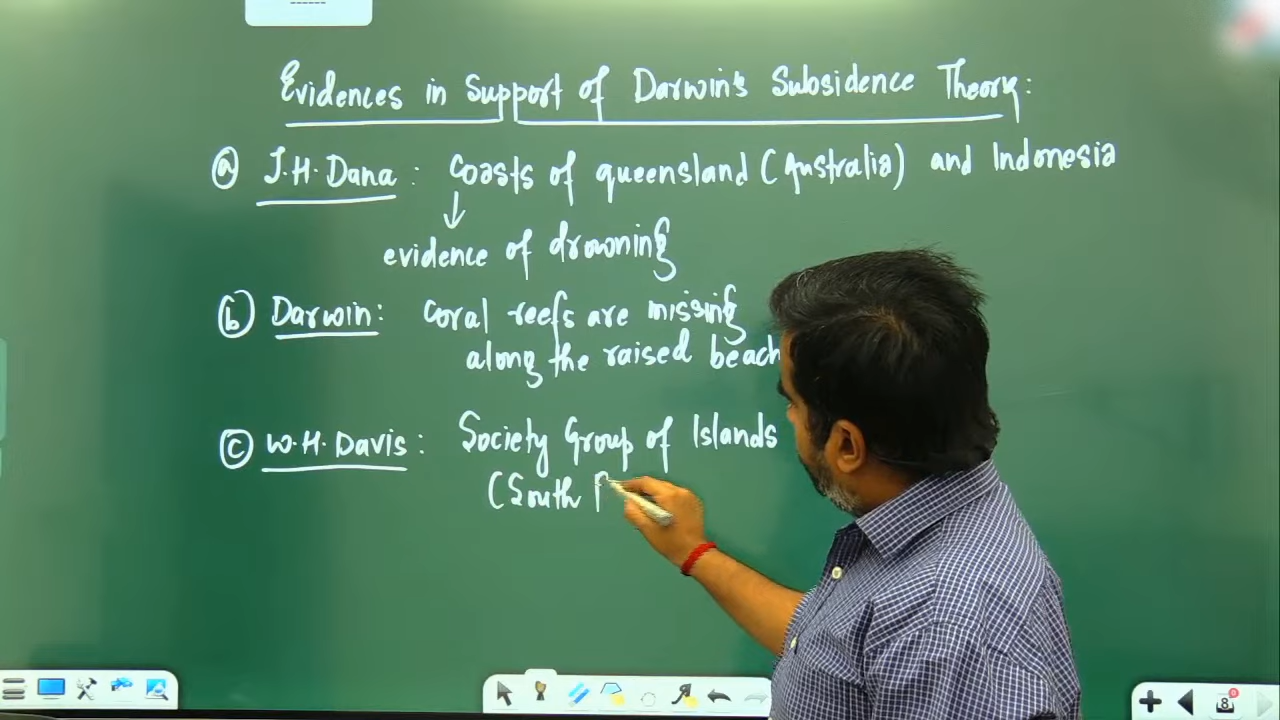 Evidences in Support of Darwin's Subsidence Theory:
(a) J.H.Dana: Coasts of queensland (Australia) and Indonesia
↓
evidence of drowning
(b) Darwin: Coral reefs are missing
along the raised beach
(c) W.H.Davis: Society Group of Islands
(South P
8